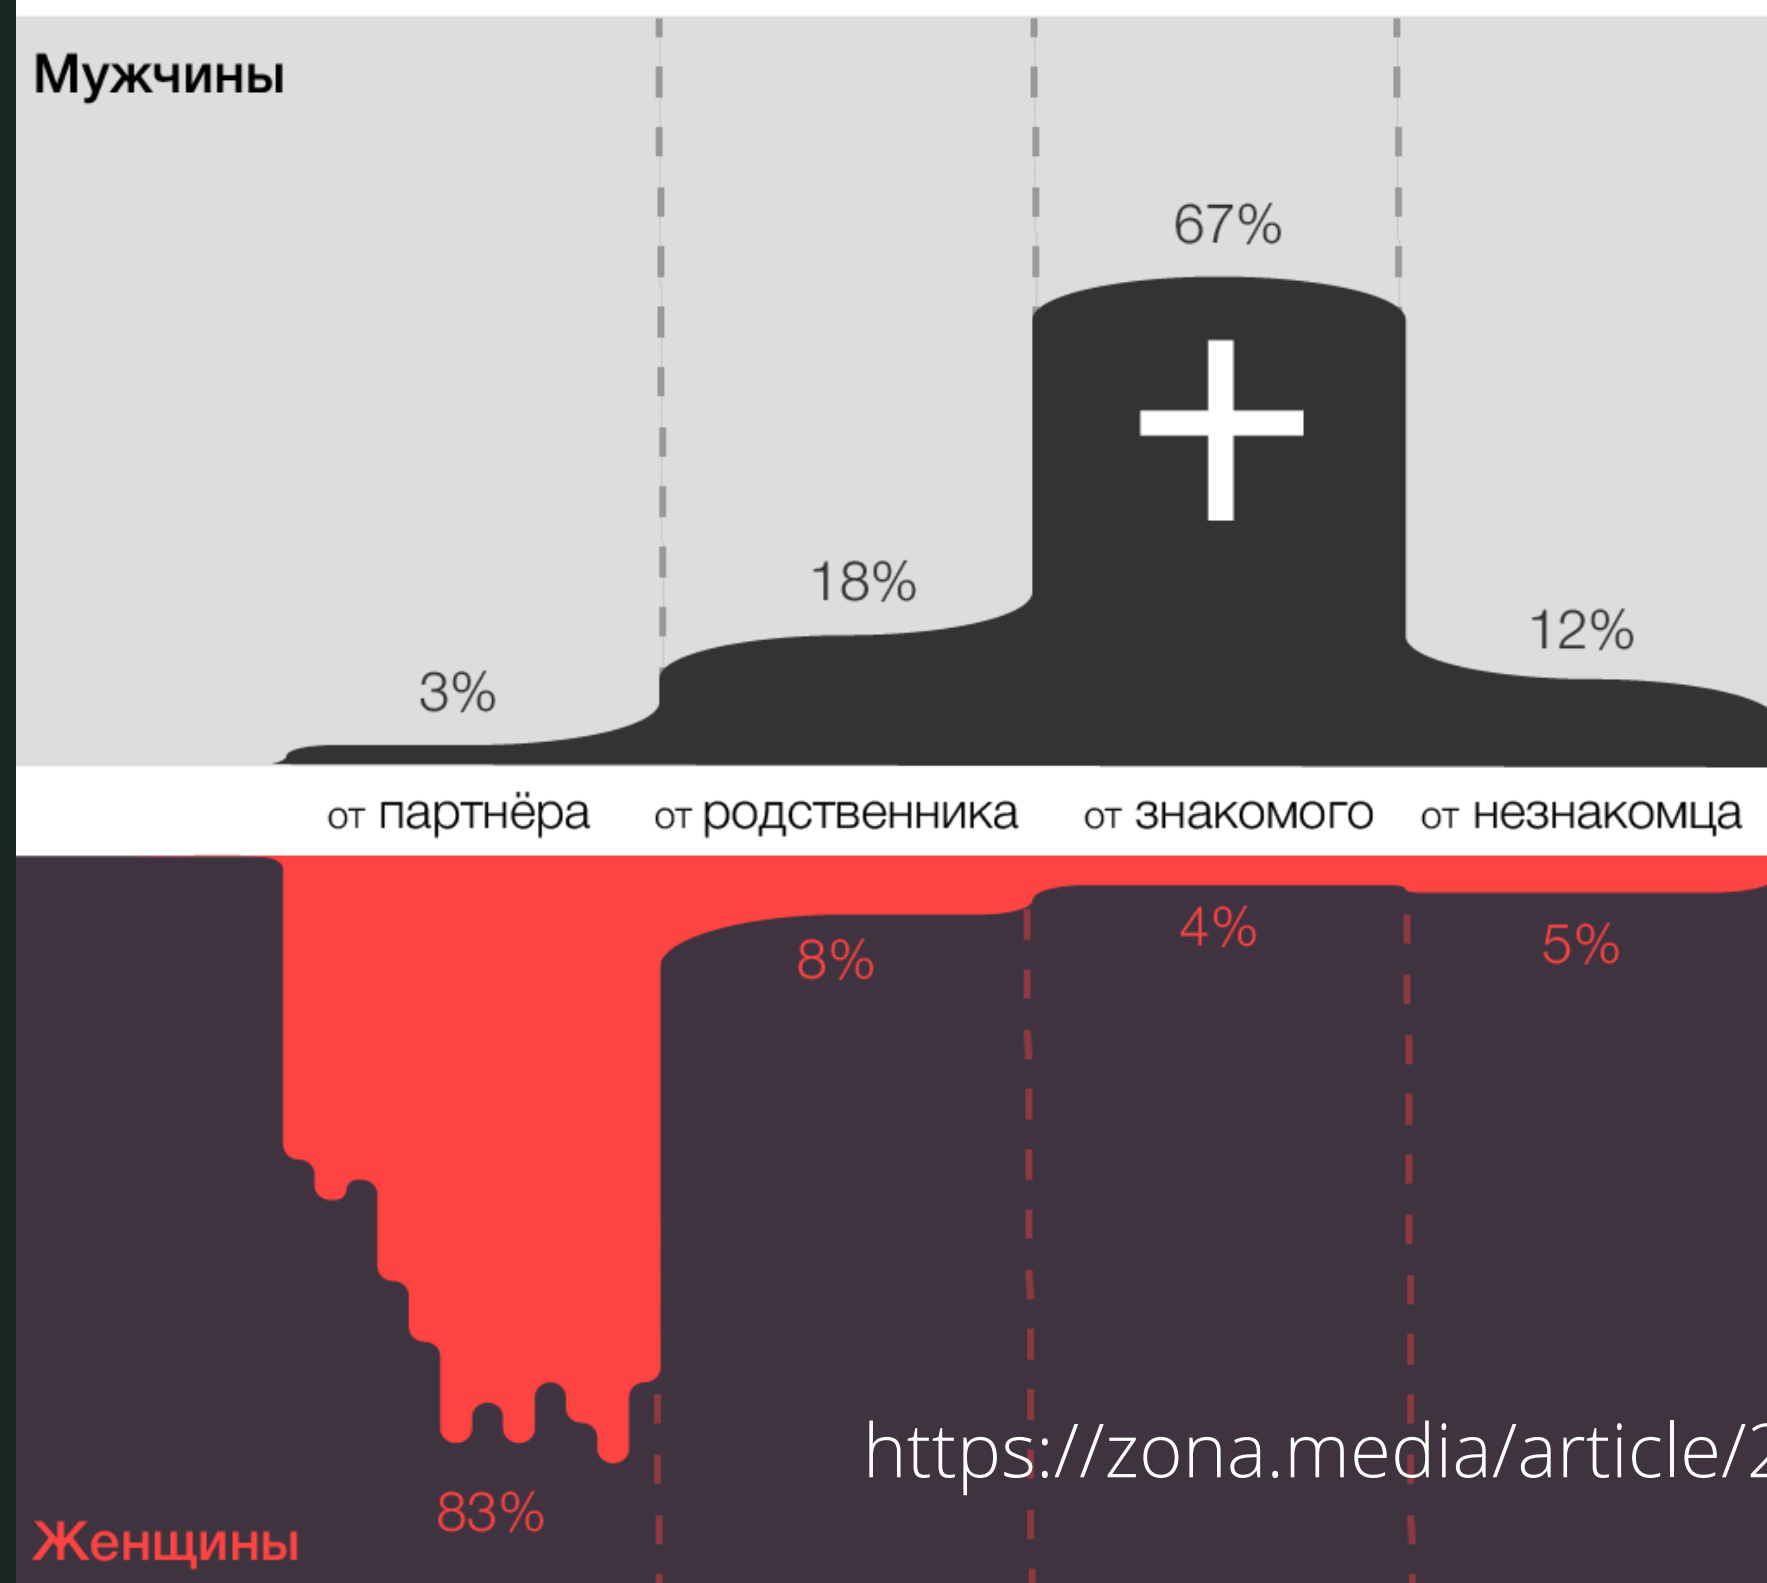 Мужчины
67%
18%
12%
3%
от партнёра от родственника от знакомого от незнакомца
8%
4%
5%
https://zona.media/article/2
83%
Женщины